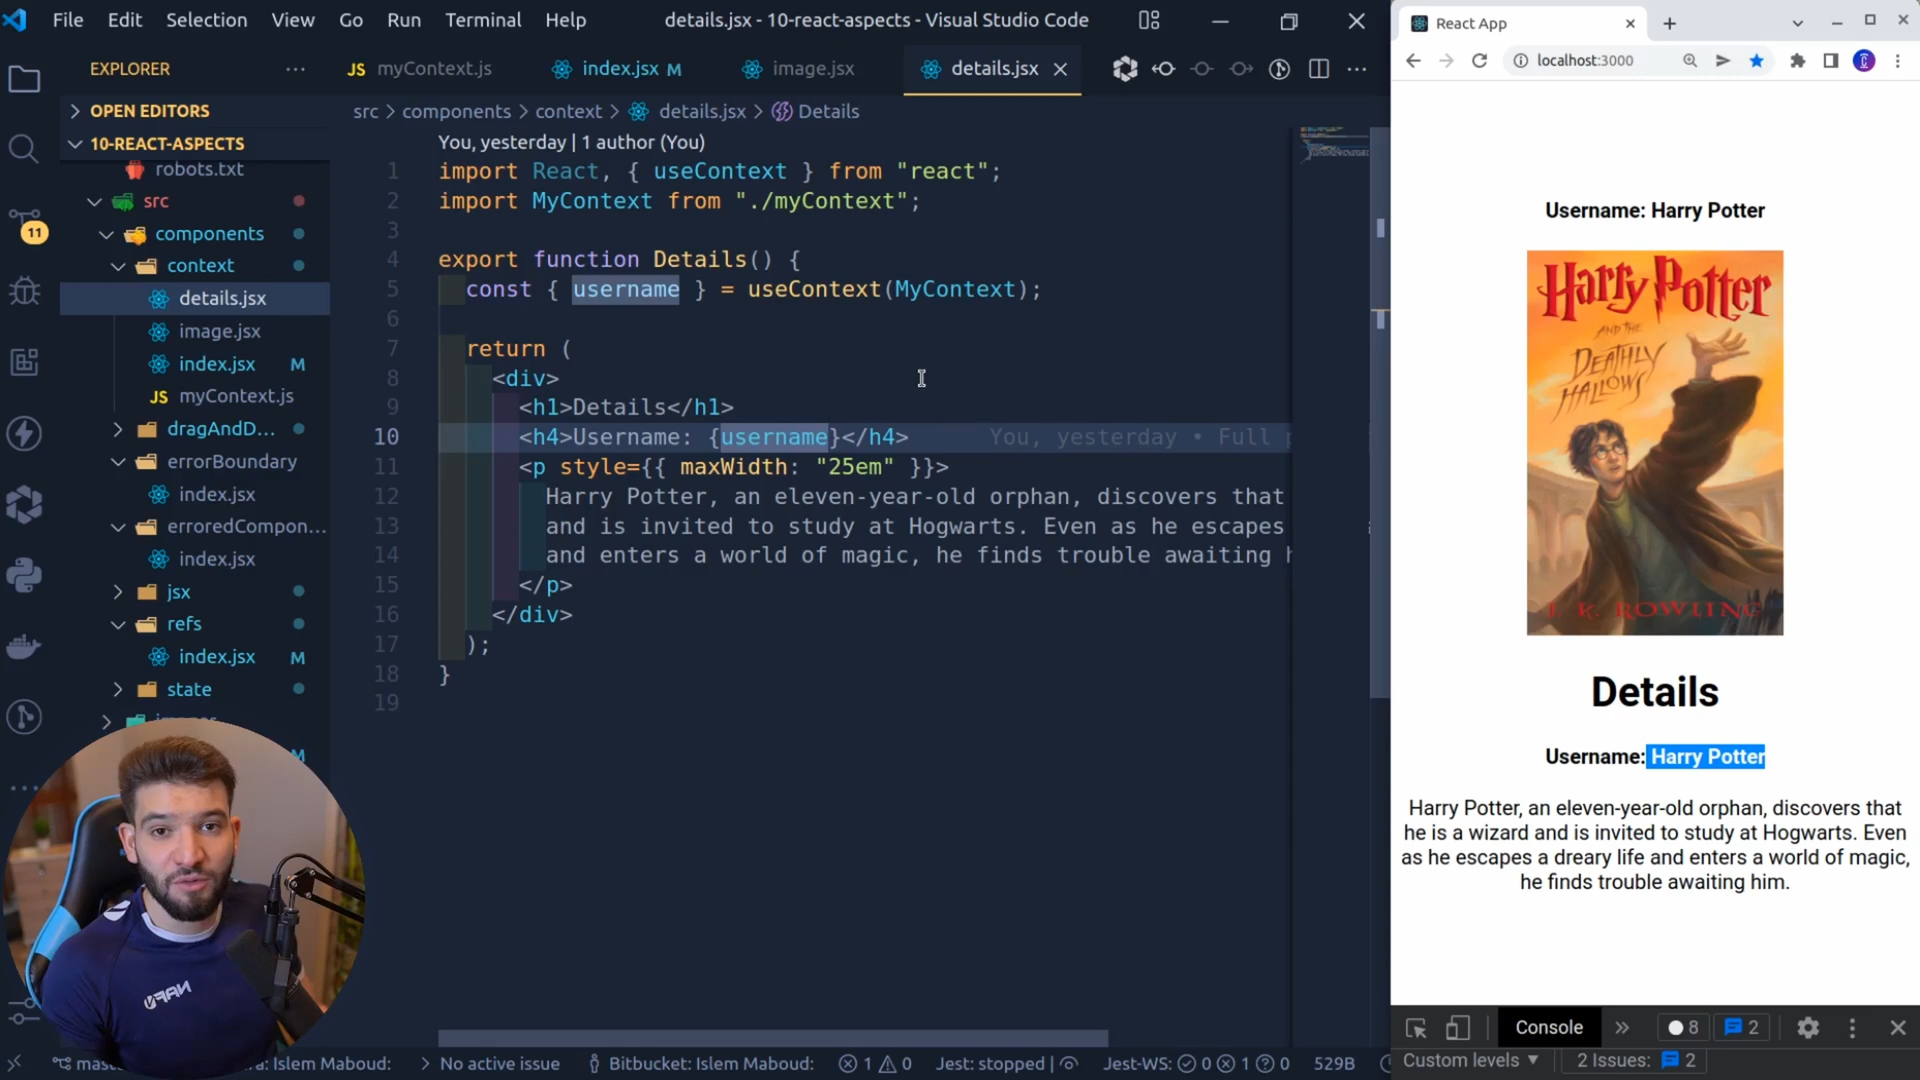 File Edit Selection View Go Run Terminal Help details.jsx - 10-react-aspects - Visual Studio Code
EXPLORER
OPEN EDITORS
10-REACT-ASPECTS
robots.txt
src
components
context
details.jsx
image.jsx
index.jsx M
JS myContext.js
dragAndD...
errorBoundary
index.jsx
erroredCompon...
index.jsx
jsx
refs
index.jsx M
state
M
11
JS myContext.js index.jsx M image.jsx details.jsx
src > components > context > details.jsx > Details
You, yesterday | 1 author (You)
1 import React, { useContext } from "react";
2 import MyContext from "./myContext";
3
4 export function Details() {
5 const { username } = useContext(MyContext);
6
7 return (
8 <div>
9 <h1>Details</h1>
10 <h4>Username: {username}</h4> You, yesterday • Full
11 <p style={{ maxWidth: "25em" }}>
12 Harry Potter, an eleven-year-old orphan, discovers that
13 and is invited to study at Hogwarts. Even as he escapes
14 and enters a world of magic, he finds trouble awaiting
15 </p>
16 </div>
17 );
18 }
19
Islem Maboud: No active issue Bitbucket: Islem Maboud: 1 0 Jest: stopped | Jest-WS: 0 1 0 529B
React App
localhost:3000
Username: Harry Potter
Harry Potter
AND THE
DEATHLY
HALLOWS
J. K. ROWLING
Details
Username: Harry Potter
Harry Potter, an eleven-year-old orphan, discovers that
he is a wizard and is invited to study at Hogwarts. Even
as he escapes a dreary life and enters a world of magic,
he finds trouble awaiting him.
Console » 8 2
Custom levels 2 Issues: 2